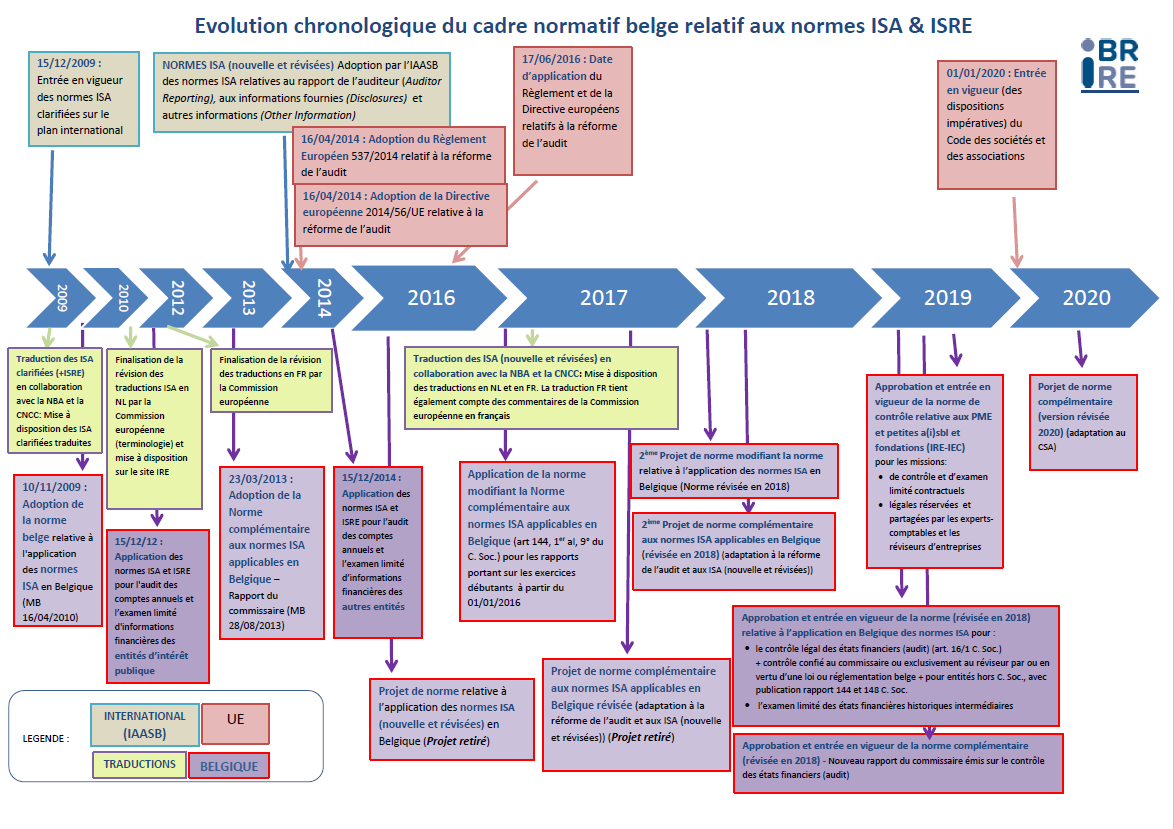 Evolution chronologique du cadre normatif belge relatif aux normes ISA & ISRE
15/12/2009 :
Entrée en vigueur
des normes ISA
clarifiées sur le
plan international
NORMES ISA (nouvelle et révisées) Adoption par l'IAASB
des normes ISA relatives au rapport de l'auditeur (Auditor
Reporting), aux informations fournies (Disclosures) et
autres informations (Other Information)
16/04/2014 : Adoption du Règlement
Européen 537/2014 relatif à la réforme
de l'audit
16/04/2014 : Adoption de la Directive
européenne 2014/56/UE relative à la
réforme de l'audit
17/06/2016 : Date
d'application du
Règlement et de la
Directive européens
relatifs à la réforme
de l'audit
01/01/2020 : Entrée
en vigueur (des
dispositions
impératives) du
Code des sociétés et
des associations
iBR
RE
2009
2010
2012
2013
2014
2016
2017
2018
2019
2020
Traduction des ISA
clarifiées (+ISRE)
en collaboration
avec la NBA et la
CNCC: Mise à
disposition des ISA
clarifiées traduites
Finalisation de la
révision des
traductions ISA en
NL par la
Commission
européenne
(terminologie) et
mise à disposition
sur le site IRE
Finalisation de la révision
des traductions en FR par
la Commission
européenne
Traduction des ISA (nouvelle et révisées) en
collaboration avec la NBA et la CNCC: Mise à disposition
des traductions en NL et en FR. La traduction FR tient
également compte des commentaires de la Commission
européenne en français
10/11/2009 :
Adoption de
la norme
belge relative à
l'application
des normes
ISA en Belgique
(MB
16/04/2010)
15/12/12 :
Application des
normes ISA et ISRE
pour l'audit des
comptes annuels et
l'examen limité
d'informations
financières des
entités d'intérêt
publique
23/03/2013 :
Adoption de la
Norme
complémentaire
aux normes ISA
applicables en
Belgique –
Rapport du
commissaire (MB
28/08/2013)
15/12/2014 :
Application des
normes ISA et
ISRE pour l'audit
des comptes
annuels et
l'examen limité
d'informations
financières des
autres entités
Projet de norme relative à
l'application des normes ISA
(nouvelle et révisées) en
Belgique (Projet retiré)
Application de la norme
modifiant la Norme
complémentaire aux
normes ISA applicables en
Belgique (art 144, 1er al, 9° du
C. Soc.) pour les rapports
portant sur les exercices
débutants à partir du
01/01/2016
Projet de norme complémentaire
aux normes ISA applicables en
Belgique révisée (adaptation à la
réforme de l'audit et aux ISA (nouvelle
et révisées)) (Projet retiré)
2ème Projet de norme modifiant la norme
relative à l'application des normes ISA en
Belgique (Norme révisée en 2018)
2ème Projet de norme complémentaire
aux normes ISA applicables en Belgique
(révisée en 2018) (adaptation à la réforme
de l'audit et aux ISA (nouvelle et révisées))
Approbation et entrée en
vigueur de la norme de
contrôle relative aux PME
et petites a(i)sbl et
fondations (IRE-IEC)
pour les missions:
• de contrôle et d'examen
limité contractuels
• légales réservées et
partagées par les experts-
comptables et les
réviseurs d'entreprises
Porjet de norme
compélmentaire
(version révisée
2020) (adaptation au
CSA)
Approbation et entrée en vigueur de la norme (révisée en 2018)
relative à l'application en Belgique des normes ISA pour :
• le contrôle légal des états financiers (audit) (art. 16/1 C. Soc.)
+ contrôle confié au commissaire ou exclusivement au réviseur par ou en
vertu d'une loi ou réglementation belge + pour entités hors C. Soc., avec
publication rapport 144 et 148 C. Soc.
• l'examen limité des états financières historiques intermédiaires
Approbation et entrée en vigueur de la norme complémentaire
(révisée en 2018) - Nouveau rapport du commissaire émis sur le contrôle
des états financiers (audit)
LEGENDE :
INTERNATIONAL
(IAASB)
UE
TRADUCTIONS
BELGIQUE